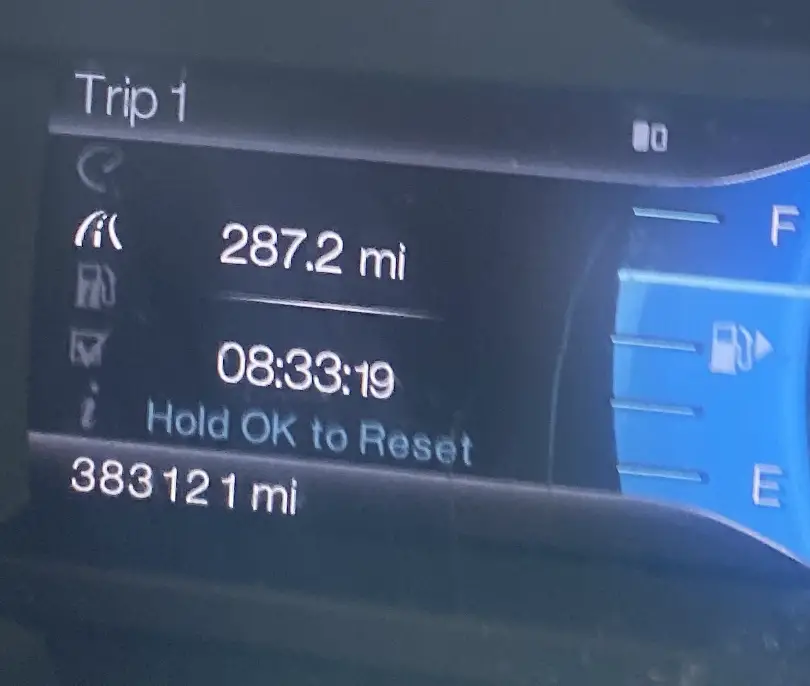 Trip 1
287.2 mi
08:33:19
Hold OK to Reset
383121 mi
F
E